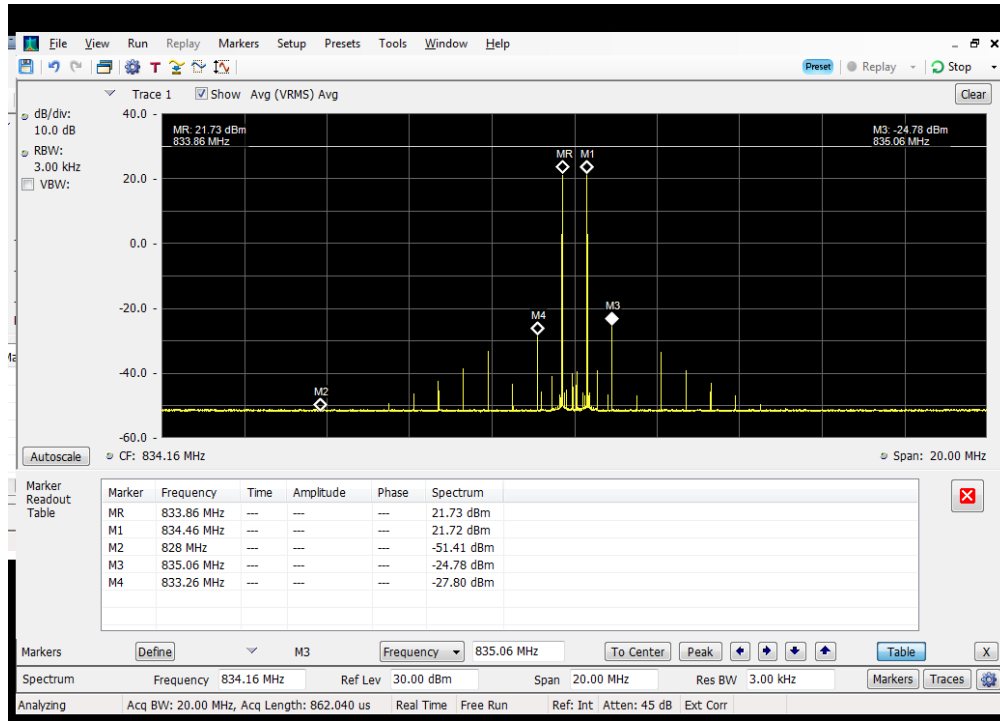 File View Run Replay Markers Setup Presets Tools Window Help
T Preset Replay Stop
Trace 1 Show Avg (VRMS) Avg Clear
dB/div:
10.0 dB
RBW:
3.00 kHz
VBW:
40.0 -
20.0 -
0.0 -
-20.0 -
-40.0 -
-60.0 -
MR: 21.73 dBm
833.86 MHz
M3: -24.78 dBm
835.06 MHz
MR M1
M3
M4
M2
Autoscale CF: 834.16 MHz Span: 20.00 MHz
Marker
Readout
Table
Marker Frequency Time Amplitude Phase Spectrum
MR 833.86 MHz --- --- --- 21.73 dBm
M1 834.46 MHz --- --- --- 21.72 dBm
M2 828 MHz --- --- --- -51.41 dBm
M3 835.06 MHz --- --- --- -24.78 dBm
M4 833.26 MHz --- --- --- -27.80 dBm
Markers Define M3 Frequency 835.06 MHz To Center Peak Table X
Spectrum Frequency 834.16 MHz Ref Lev 30.00 dBm Span 20.00 MHz Res BW 3.00 kHz Markers Traces
Analyzing Acq BW: 20.00 MHz, Acq Length: 862.040 us Real Time Free Run Ref: Int Atten: 45 dB Ext Corr